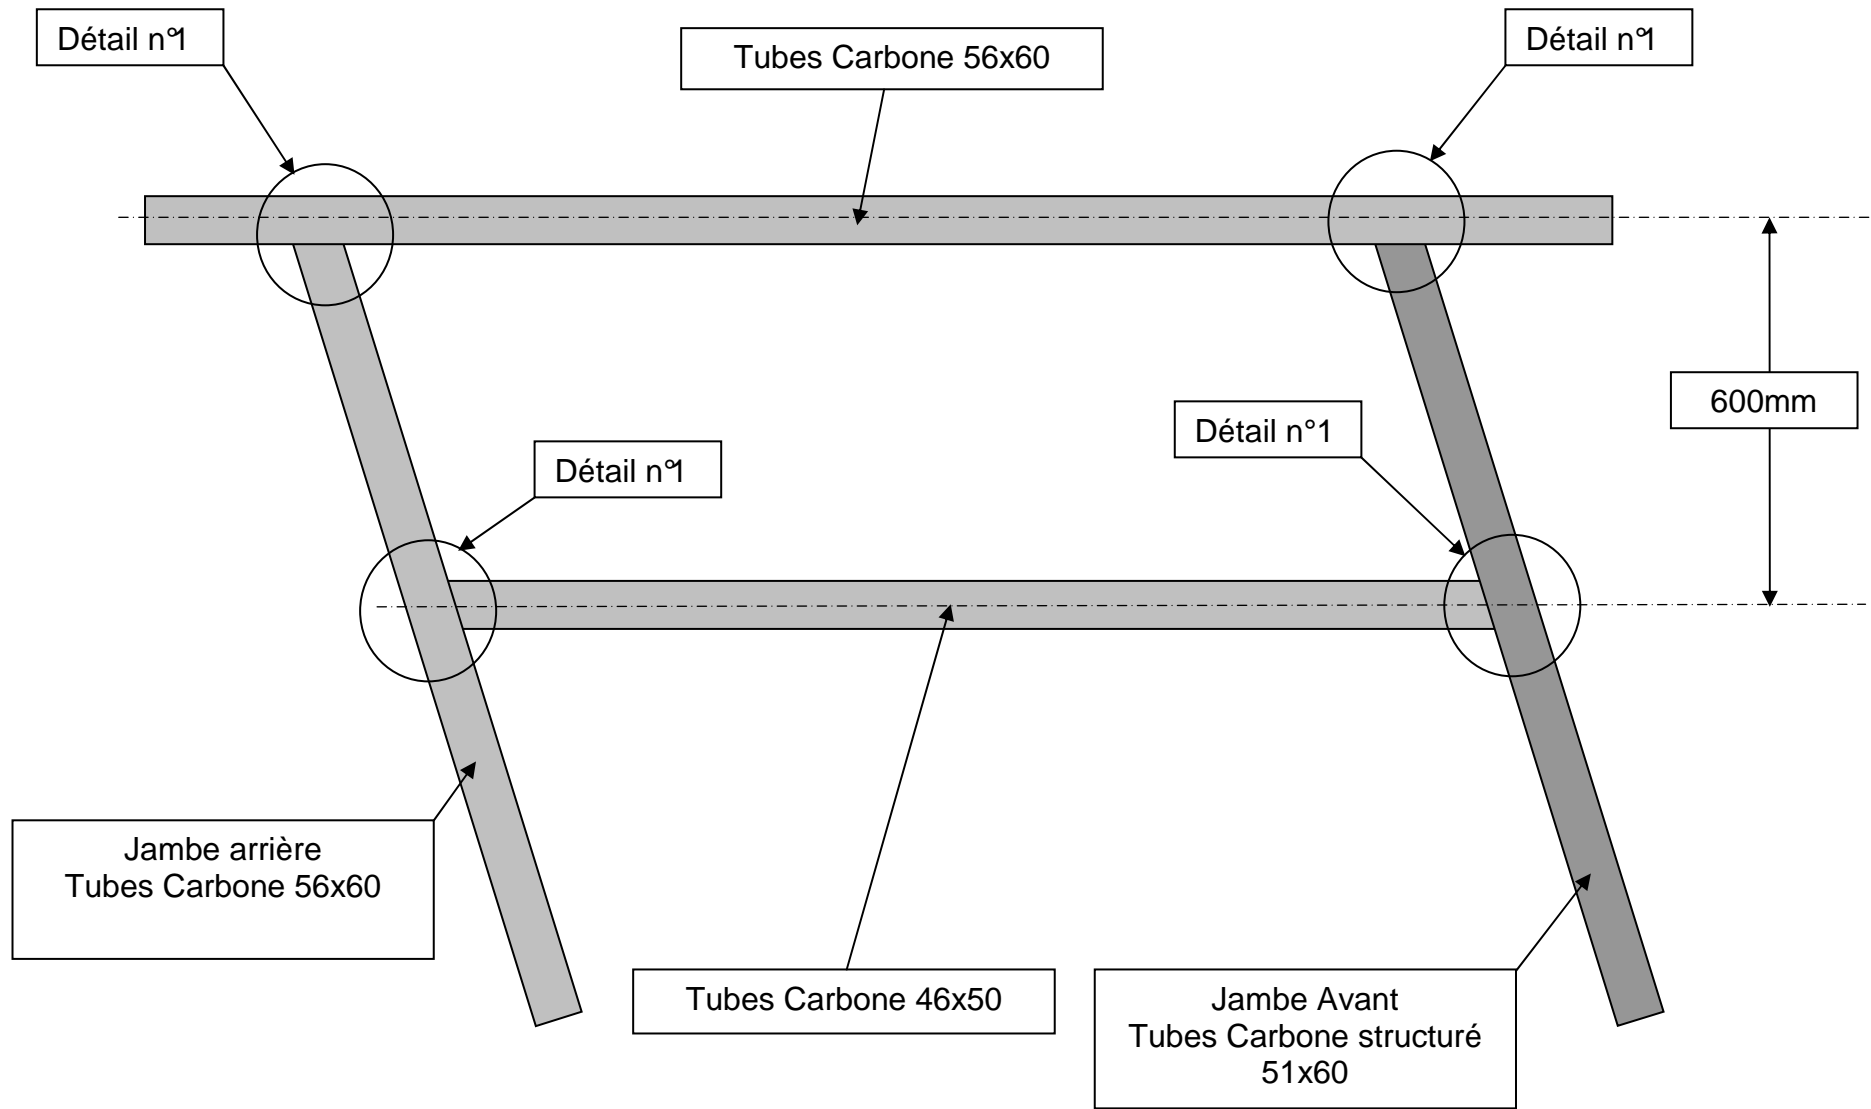 Détail n°1
Tubes Carbone 56x60
Détail n°1
600mm
Détail n°1
Détail n°1
Jambe arrière
Tubes Carbone 56x60
Tubes Carbone 46x50
Jambe Avant
Tubes Carbone structuré
51x60